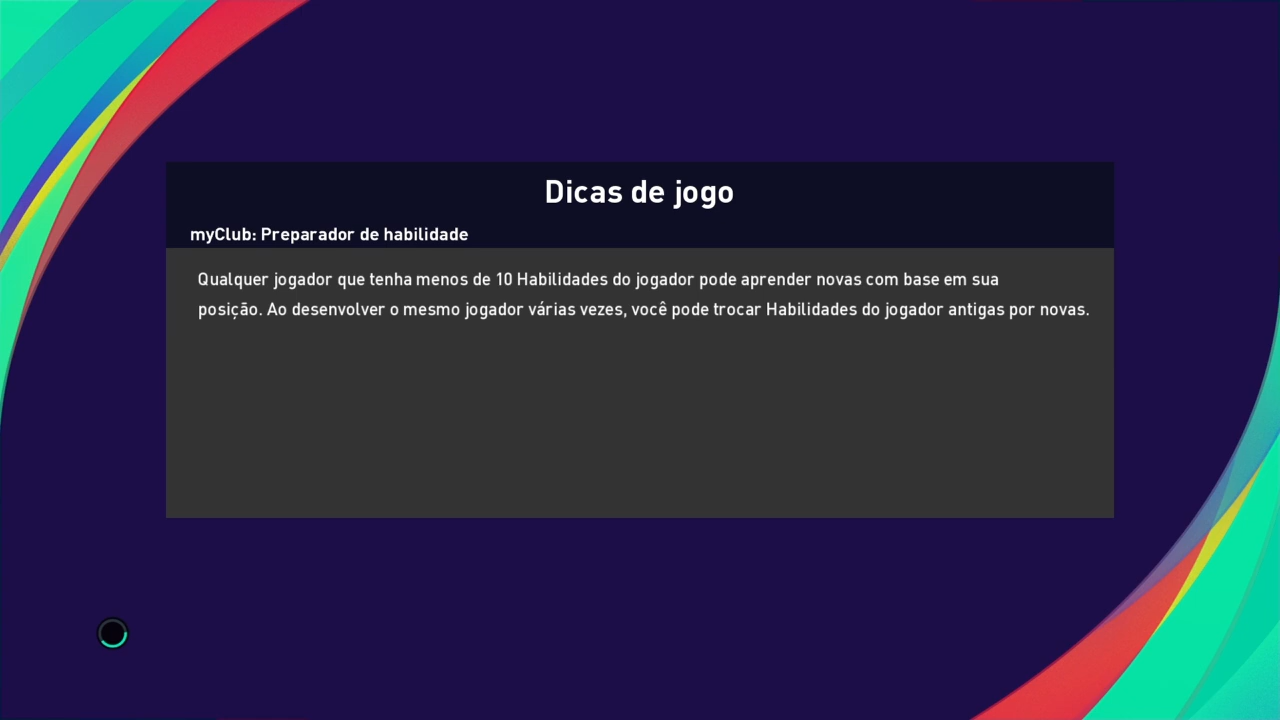 Dicas de jogo
myClub: Preparador de habilidade
Qualquer jogador que tenha menos de 10 Habilidades do jogador pode aprender novas com base em sua
posição. Ao desenvolver o mesmo jogador várias vezes, você pode trocar Habilidades do jogador antigas por novas.